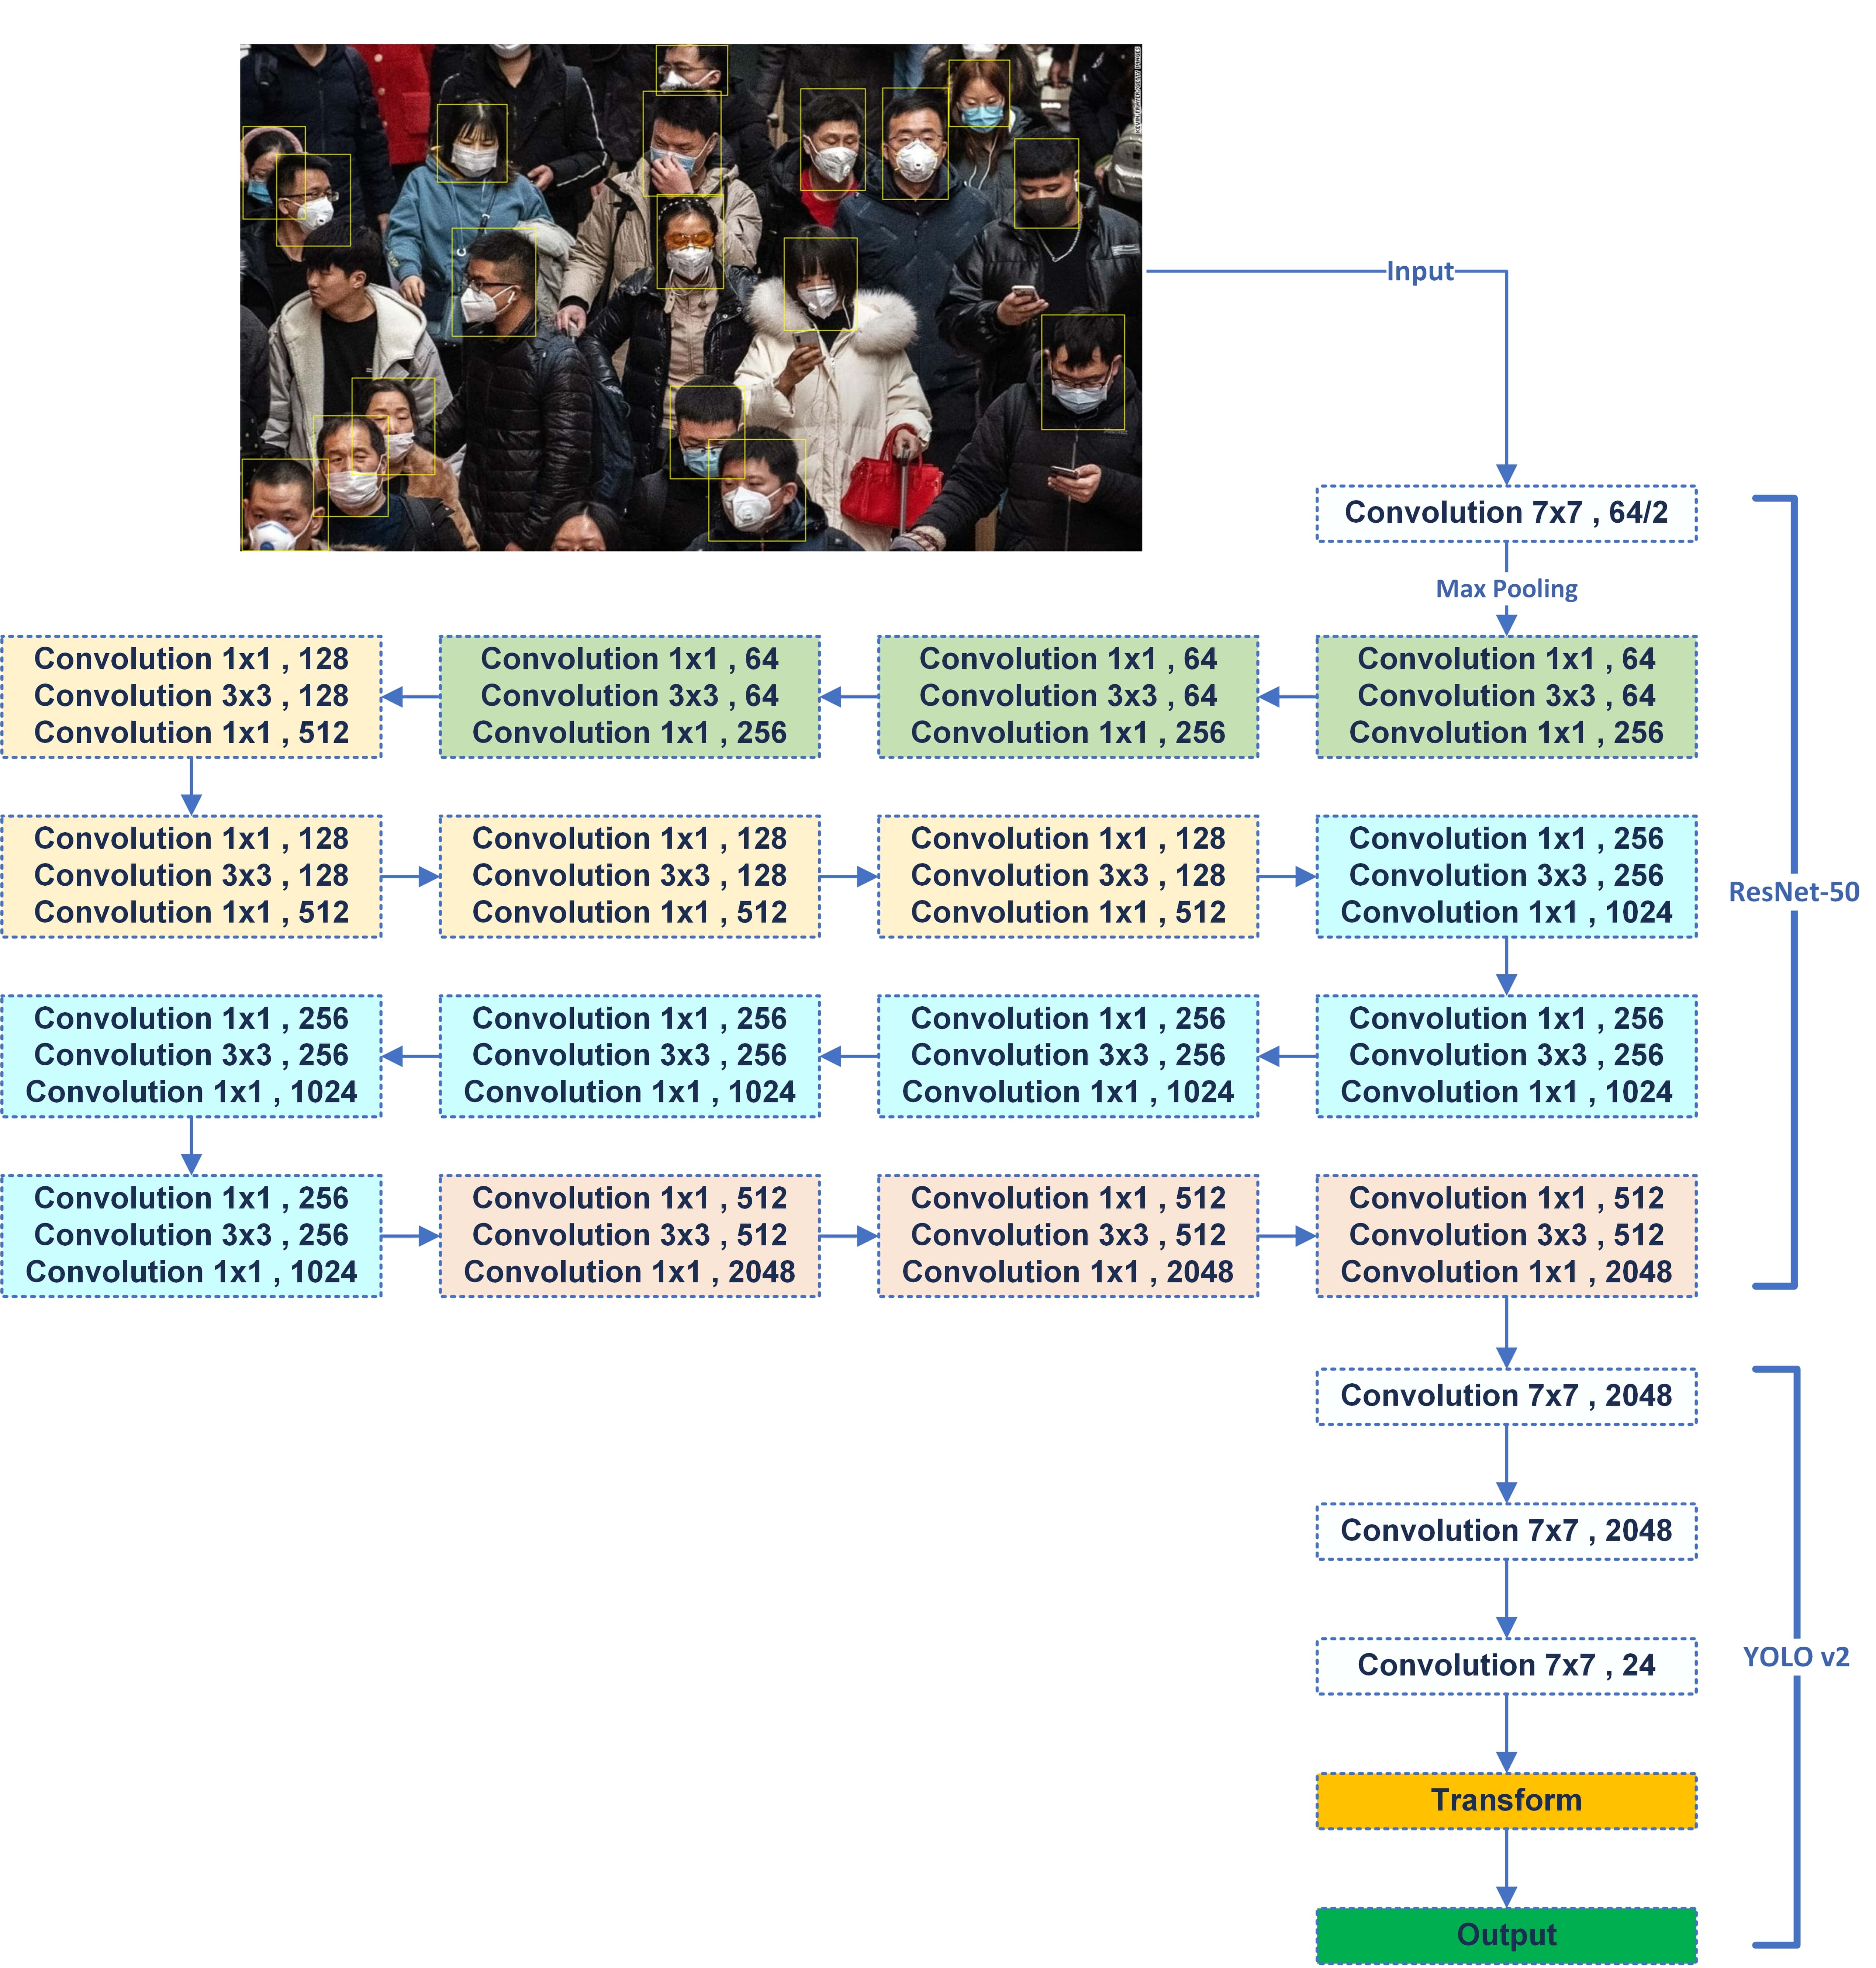 Input
Convolution 7x7 , 64/2
Max Pooling
Convolution 1x1 , 128
Convolution 3x3 , 128
Convolution 1x1 , 512
Convolution 1x1 , 64
Convolution 3x3 , 64
Convolution 1x1 , 256
Convolution 1x1 , 64
Convolution 3x3 , 64
Convolution 1x1 , 256
Convolution 1x1 , 64
Convolution 3x3 , 64
Convolution 1x1 , 256
Convolution 1x1 , 128
Convolution 3x3 , 128
Convolution 1x1 , 512
Convolution 1x1 , 128
Convolution 3x3 , 128
Convolution 1x1 , 512
Convolution 1x1 , 128
Convolution 3x3 , 128
Convolution 1x1 , 512
Convolution 1x1 , 256
Convolution 3x3 , 256
Convolution 1x1 , 1024
ResNet-50
Convolution 1x1 , 256
Convolution 3x3 , 256
Convolution 1x1 , 1024
Convolution 1x1 , 256
Convolution 3x3 , 256
Convolution 1x1 , 1024
Convolution 1x1 , 256
Convolution 3x3 , 256
Convolution 1x1 , 1024
Convolution 1x1 , 256
Convolution 3x3 , 256
Convolution 1x1 , 1024
Convolution 1x1 , 256
Convolution 3x3 , 256
Convolution 1x1 , 1024
Convolution 1x1 , 512
Convolution 3x3 , 512
Convolution 1x1 , 2048
Convolution 1x1 , 512
Convolution 3x3 , 512
Convolution 1x1 , 2048
Convolution 1x1 , 512
Convolution 3x3 , 512
Convolution 1x1 , 2048
Convolution 7x7 , 2048
Convolution 7x7 , 2048
Convolution 7x7 , 24
YOLO v2
Transform
Output